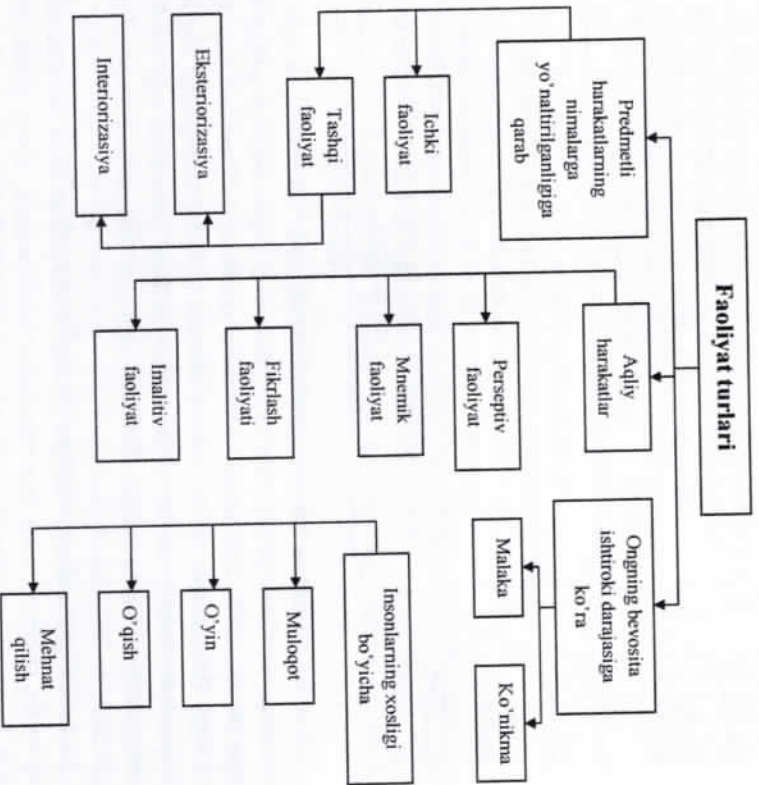 Faoliyat turlari
Predmetli
harakatlarning
nimalarga
yo'naltirilganligiga
qarab
Ichki
faoliyat
Tashqi
faoliyat
Eksteriorizasiya
Interiorizasiya
Aqliy
harakatlar
Perseptiv
faoliyat
Mnemik
faoliyat
Fikrlash
faoliyati
Imalitiv
faoliyat
Ongning bevosita
ishtiroki darajasiga
ko'ra
Malaka
Ko'nikma
Insonlarning xosligi
bo'yicha
Muloqot
O'yin
O'qish
Mehnat
qilish